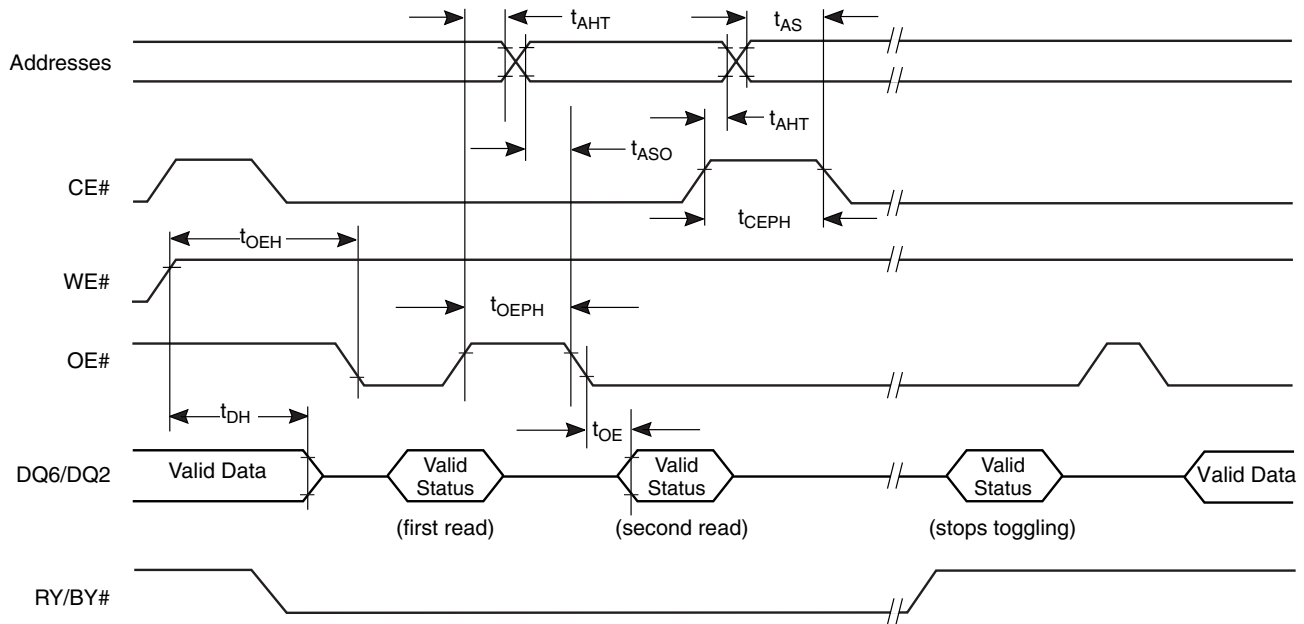 tAHT
tAS
Addresses
tAHT
tASO
CE#
tCEPH
tOEH
WE#
tOEPH
OE#
tDH
tOE
DQ6/DQ2
Valid Data
Valid
Status
Valid
Status
Valid
Status
Valid Data
(first read)
(second read)
(stops toggling)
RY/BY#